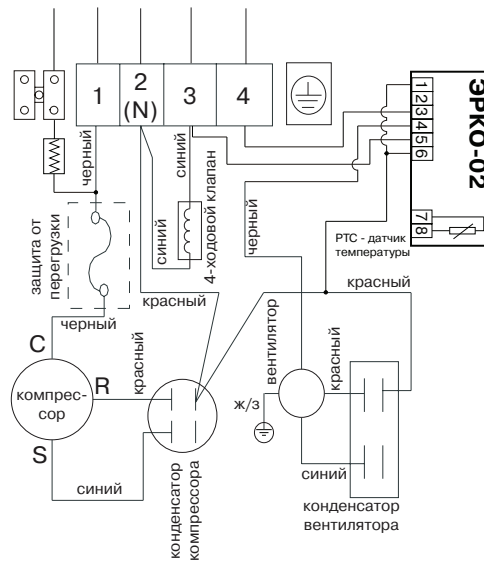 1
2
(N)
3
4
1
2
3
4
5
6
7
8
ЭРКО-02
черный
синий
синий
4-ходовой клапан
черный
защита от
перегрузки
PTC - датчик
температуры
красный
красный
черный
C
R
S
компрес-
сор
красный
вентилятор
красный
ж/з
синий
синий
конденсатор
компрессора
конденсатор
вентилятора